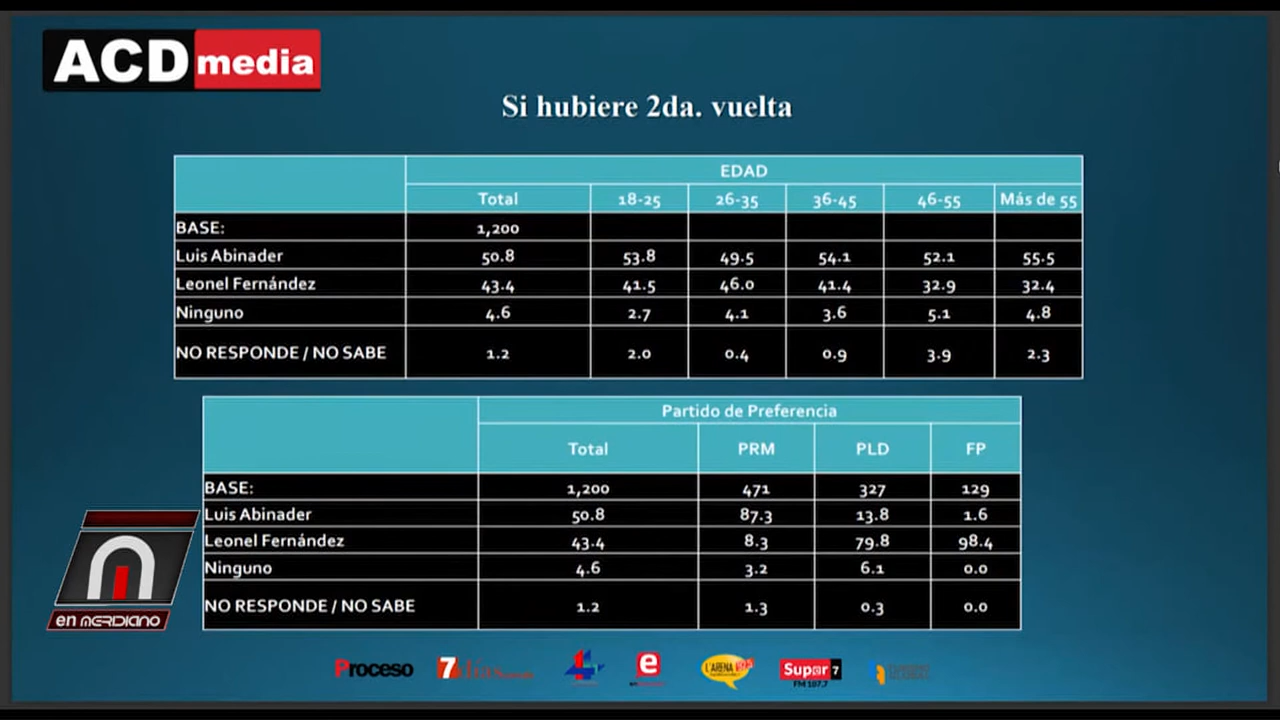 ACD media
Si hubiere 2da. vuelta
EDAD
Total 18-25 26-35 36-45 46-55 Más de 55
BASE: 1,200
Luis Abinader 50.8 53.8 49.5 54.1 52.1 55.5
Leonel Fernández 43.4 41.5 46.0 41.4 32.9 32.4
Ninguno 4.6 2.7 4.1 3.6 5.1 4.8
NO RESPONDE / NO SABE 1.2 2.0 0.4 0.9 3.9 2.3
Partido de Preferencia
Total PRM PLD FP
BASE: 1,200 471 327 129
Luis Abinader 50.8 87.3 13.8 1.6
Leonel Fernández 43.4 8.3 79.8 98.4
Ninguno 4.6 3.2 6.1 0.0
NO RESPONDE / NO SABE 1.2 1.3 0.3 0.0
en MERIDIANO
Proceso 7 4 e L'ARENA Super 7